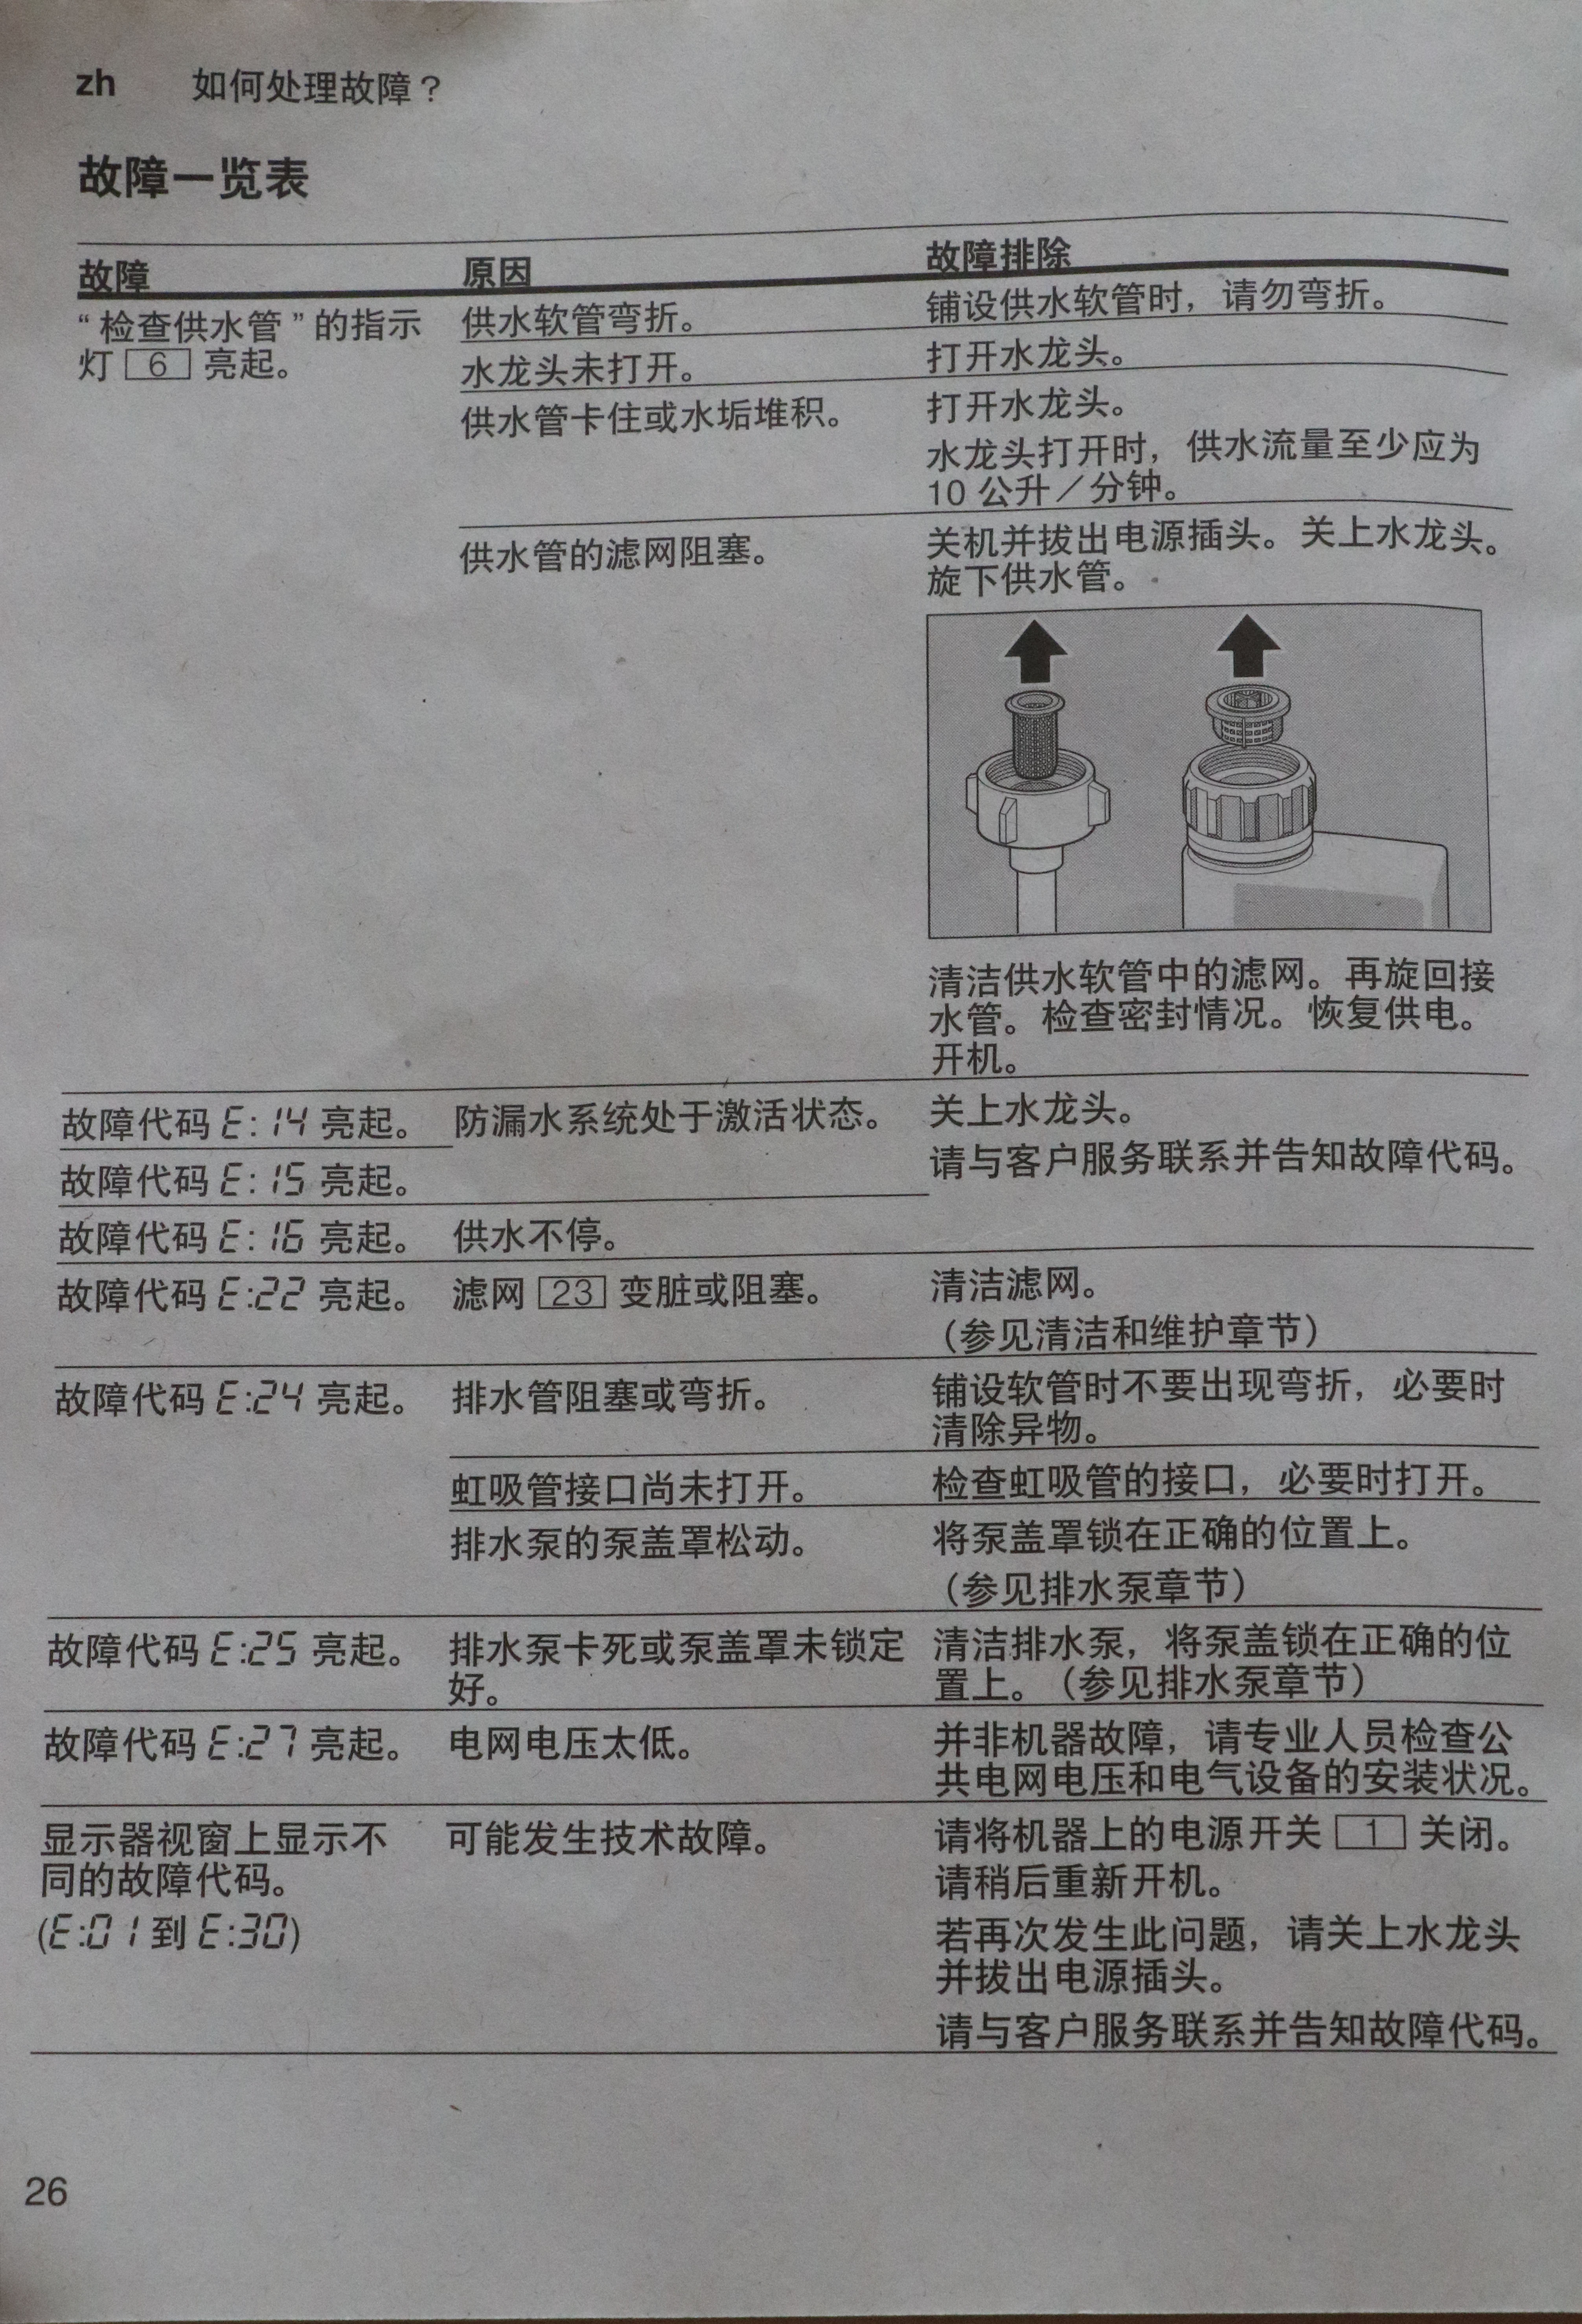 zh 如何处理故障？
故障一览表
故障 原因 故障排除
“检查供水管”的指示
灯 6 亮起。
供水软管弯折。
铺设供水软管时，请勿弯折。
水龙头未打开。
打开水龙头。
供水管卡住或水垢堆积。
打开水龙头。
水龙头打开时，供水流量至少应为
10 公升／分钟。
供水管的滤网阻塞。
关机并拔出电源插头。关上水龙头。
旋下供水管。
清洁供水软管中的滤网。再旋回接
水管。检查密封情况。恢复供电。
开机。
故障代码 E:14 亮起。
防漏水系统处于激活状态。
关上水龙头。
请与客户服务联系并告知故障代码。
故障代码 E:15 亮起。
故障代码 E:16 亮起。
供水不停。
故障代码 E:22 亮起。
滤网 23 变脏或阻塞。
清洁滤网。
（参见清洁和维护章节）
故障代码 E:24 亮起。
排水管阻塞或弯折。
铺设软管时不要出现弯折，必要时
清除异物。
虹吸管接口尚未打开。
检查虹吸管的接口，必要时打开。
排水泵的泵盖罩松动。
将泵盖罩锁在正确的位置上。
（参见排水泵章节）
故障代码 E:25 亮起。
排水泵卡死或泵盖罩未锁定
好。
清洁排水泵，将泵盖锁在正确的位
置上。（参见排水泵章节）
故障代码 E:27 亮起。
电网电压太低。
并非机器故障，请专业人员检查公
共电网电压和电气设备的安装状况。
显示器视窗上显示不
同的故障代码。
(E:01 到 E:30)
可能发生技术故障。
请将机器上的电源开关 1 关闭。
请稍后重新开机。
若再次发生此问题，请关上水龙头
并拔出电源插头。
请与客户服务联系并告知故障代码。
26